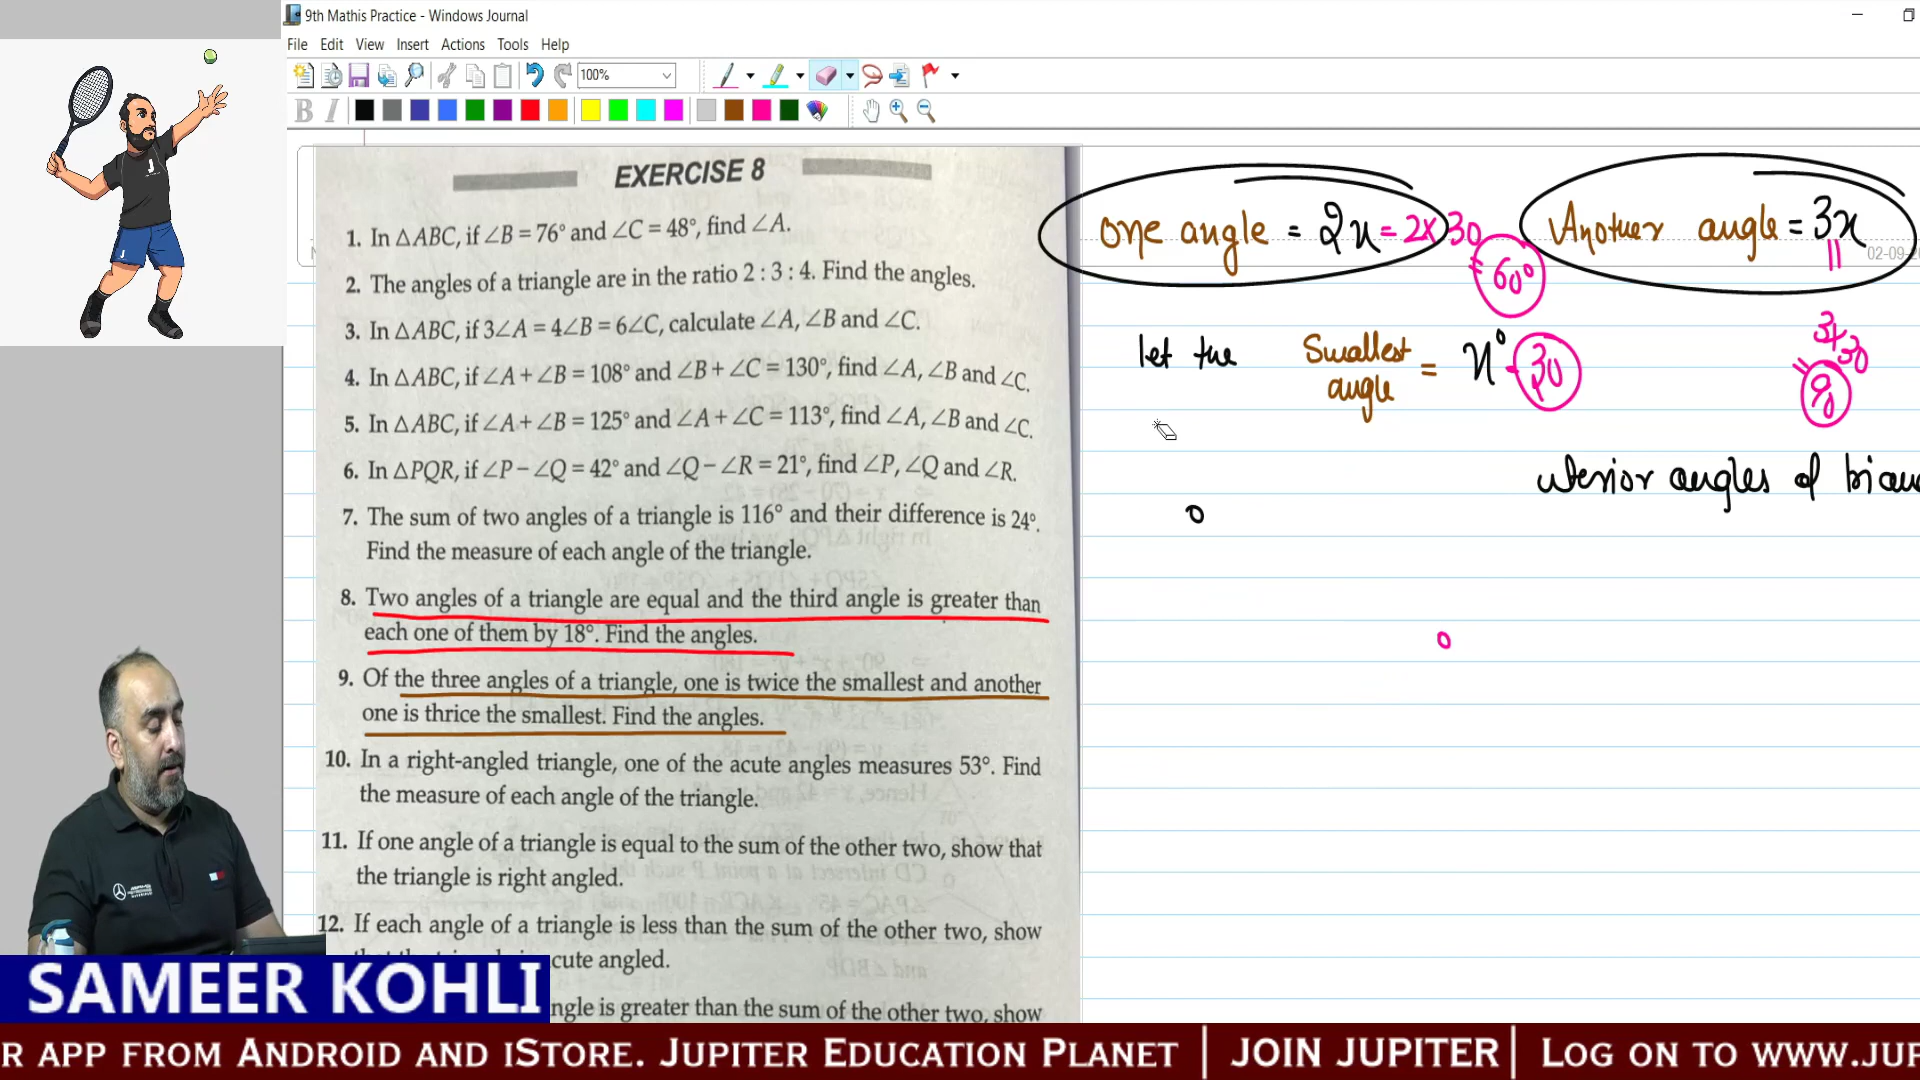 9th Mathis Practice - Windows Journal
File Edit View Insert Actions Tools Help
100%
B I
EXERCISE 8
1. In △ABC, if ∠B = 76° and ∠C = 48°, find ∠A.
2. The angles of a triangle are in the ratio 2 : 3 : 4. Find the angles.
3. In △ABC, if 3∠A = 4∠B = 6∠C, calculate ∠A, ∠B and ∠C.
4. In △ABC, if ∠A + ∠B = 108° and ∠B + ∠C = 130°, find ∠A, ∠B and ∠C.
5. In △ABC, if ∠A + ∠B = 125° and ∠A + ∠C = 113°, find ∠A, ∠B and ∠C.
6. In △PQR, if ∠P − ∠Q = 42° and ∠Q − ∠R = 21°, find ∠P, ∠Q and ∠R.
7. The sum of two angles of a triangle is 116° and their difference is 24°.
Find the measure of each angle of the triangle.
8. Two angles of a triangle are equal and the third angle is greater than
each one of them by 18°. Find the angles.
9. Of the three angles of a triangle, one is twice the smallest and another
one is thrice the smallest. Find the angles.
10. In a right-angled triangle, one of the acute angles measures 53°. Find
the measure of each angle of the triangle.
11. If one angle of a triangle is equal to the sum of the other two, show that
the triangle is right angled.
12. If each angle of a triangle is less than the sum of the other two, show
cute angled.
ngle is greater than the sum of the other two, show
one angle = 2x = 2x30
= 60°
Another angle = 3x
02-09-
let the Smallest angle = x° = 30
3x30
= 90
nterior angles of
SAMEER KOHLI
R APP FROM ANDROID AND ISTORE. JUPITER EDUCATION PLANET | JOIN JUPITER| LOG ON TO WWW.JUP